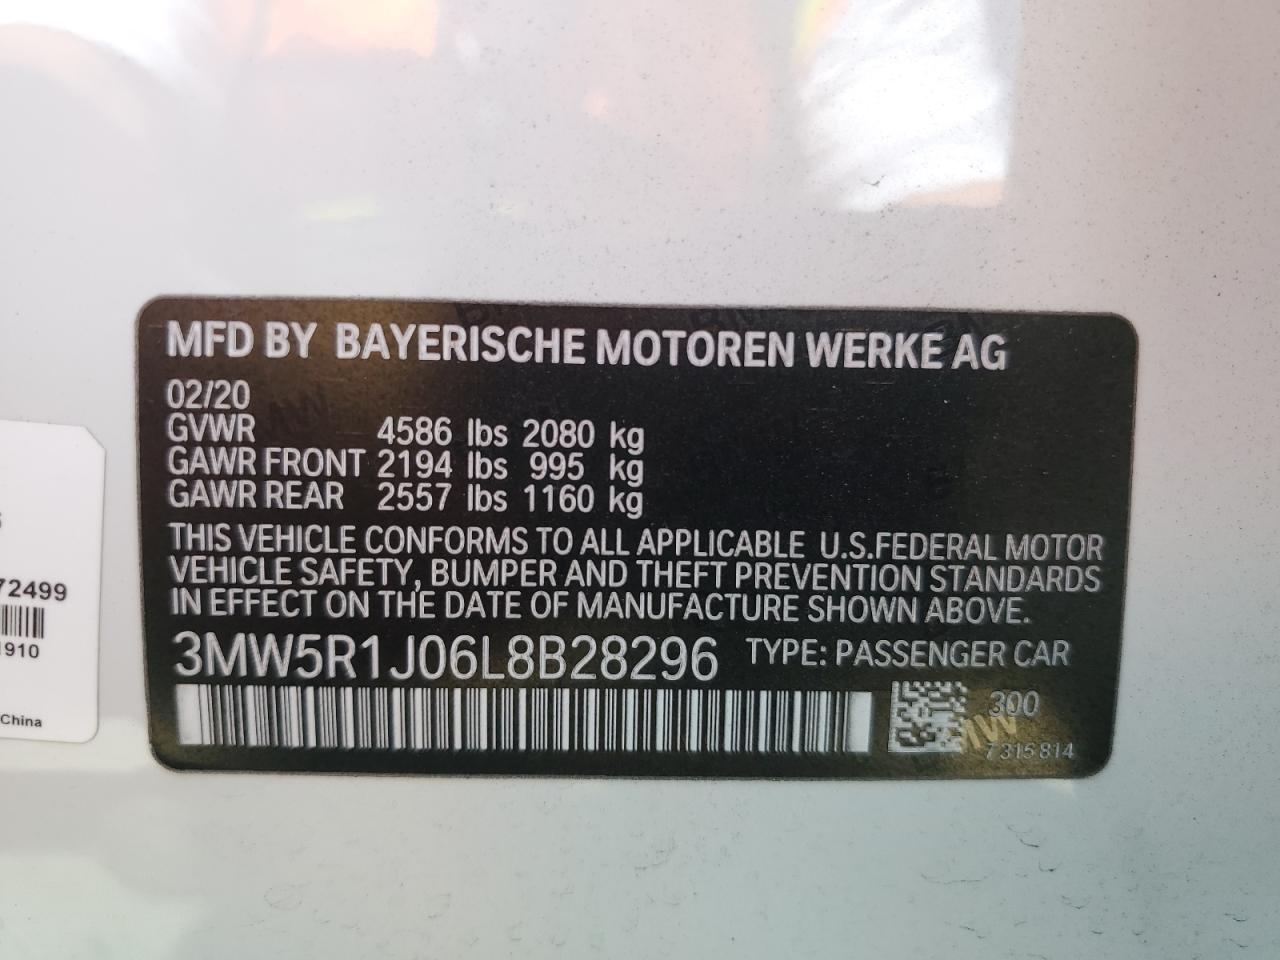 MFD BY BAYERISCHE MOTOREN WERKE AG
02/20
GVWR 4586 lbs 2080 kg
GAWR FRONT 2194 lbs 995 kg
GAWR REAR 2557 lbs 1160 kg
THIS VEHICLE CONFORMS TO ALL APPLICABLE U.S.FEDERAL MOTOR
VEHICLE SAFETY, BUMPER AND THEFT PREVENTION STANDARDS
IN EFFECT ON THE DATE OF MANUFACTURE SHOWN ABOVE.
3MW5R1J06L8B28296 TYPE: PASSENGER CAR
300
7315814
72499
1910
China